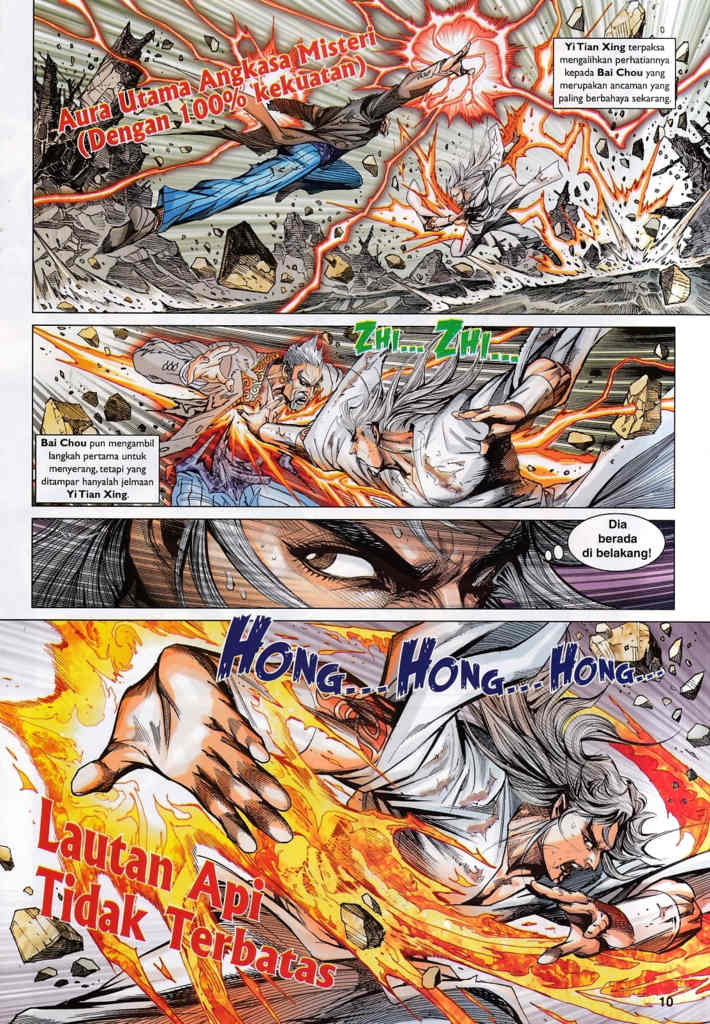 Aura Utama Angkasa Misteri
(Dengan 100% kekuatan)
Yi Tian Xing terpaksa
mengalihkan perhatiannya
kepada Bai Chou yang
merupakan ancaman yang
paling berbahaya sekarang.
ZHI... ZHI...
Bai Chou pun mengambil
langkah pertama untuk
menyerang, tetapi yang
ditampar hanyalah jelmaan
Yi Tian Xing.
Dia
berada
di belakang!
HONG... HONG... HONG...
Lautan Api
Tidak Terbatas
10